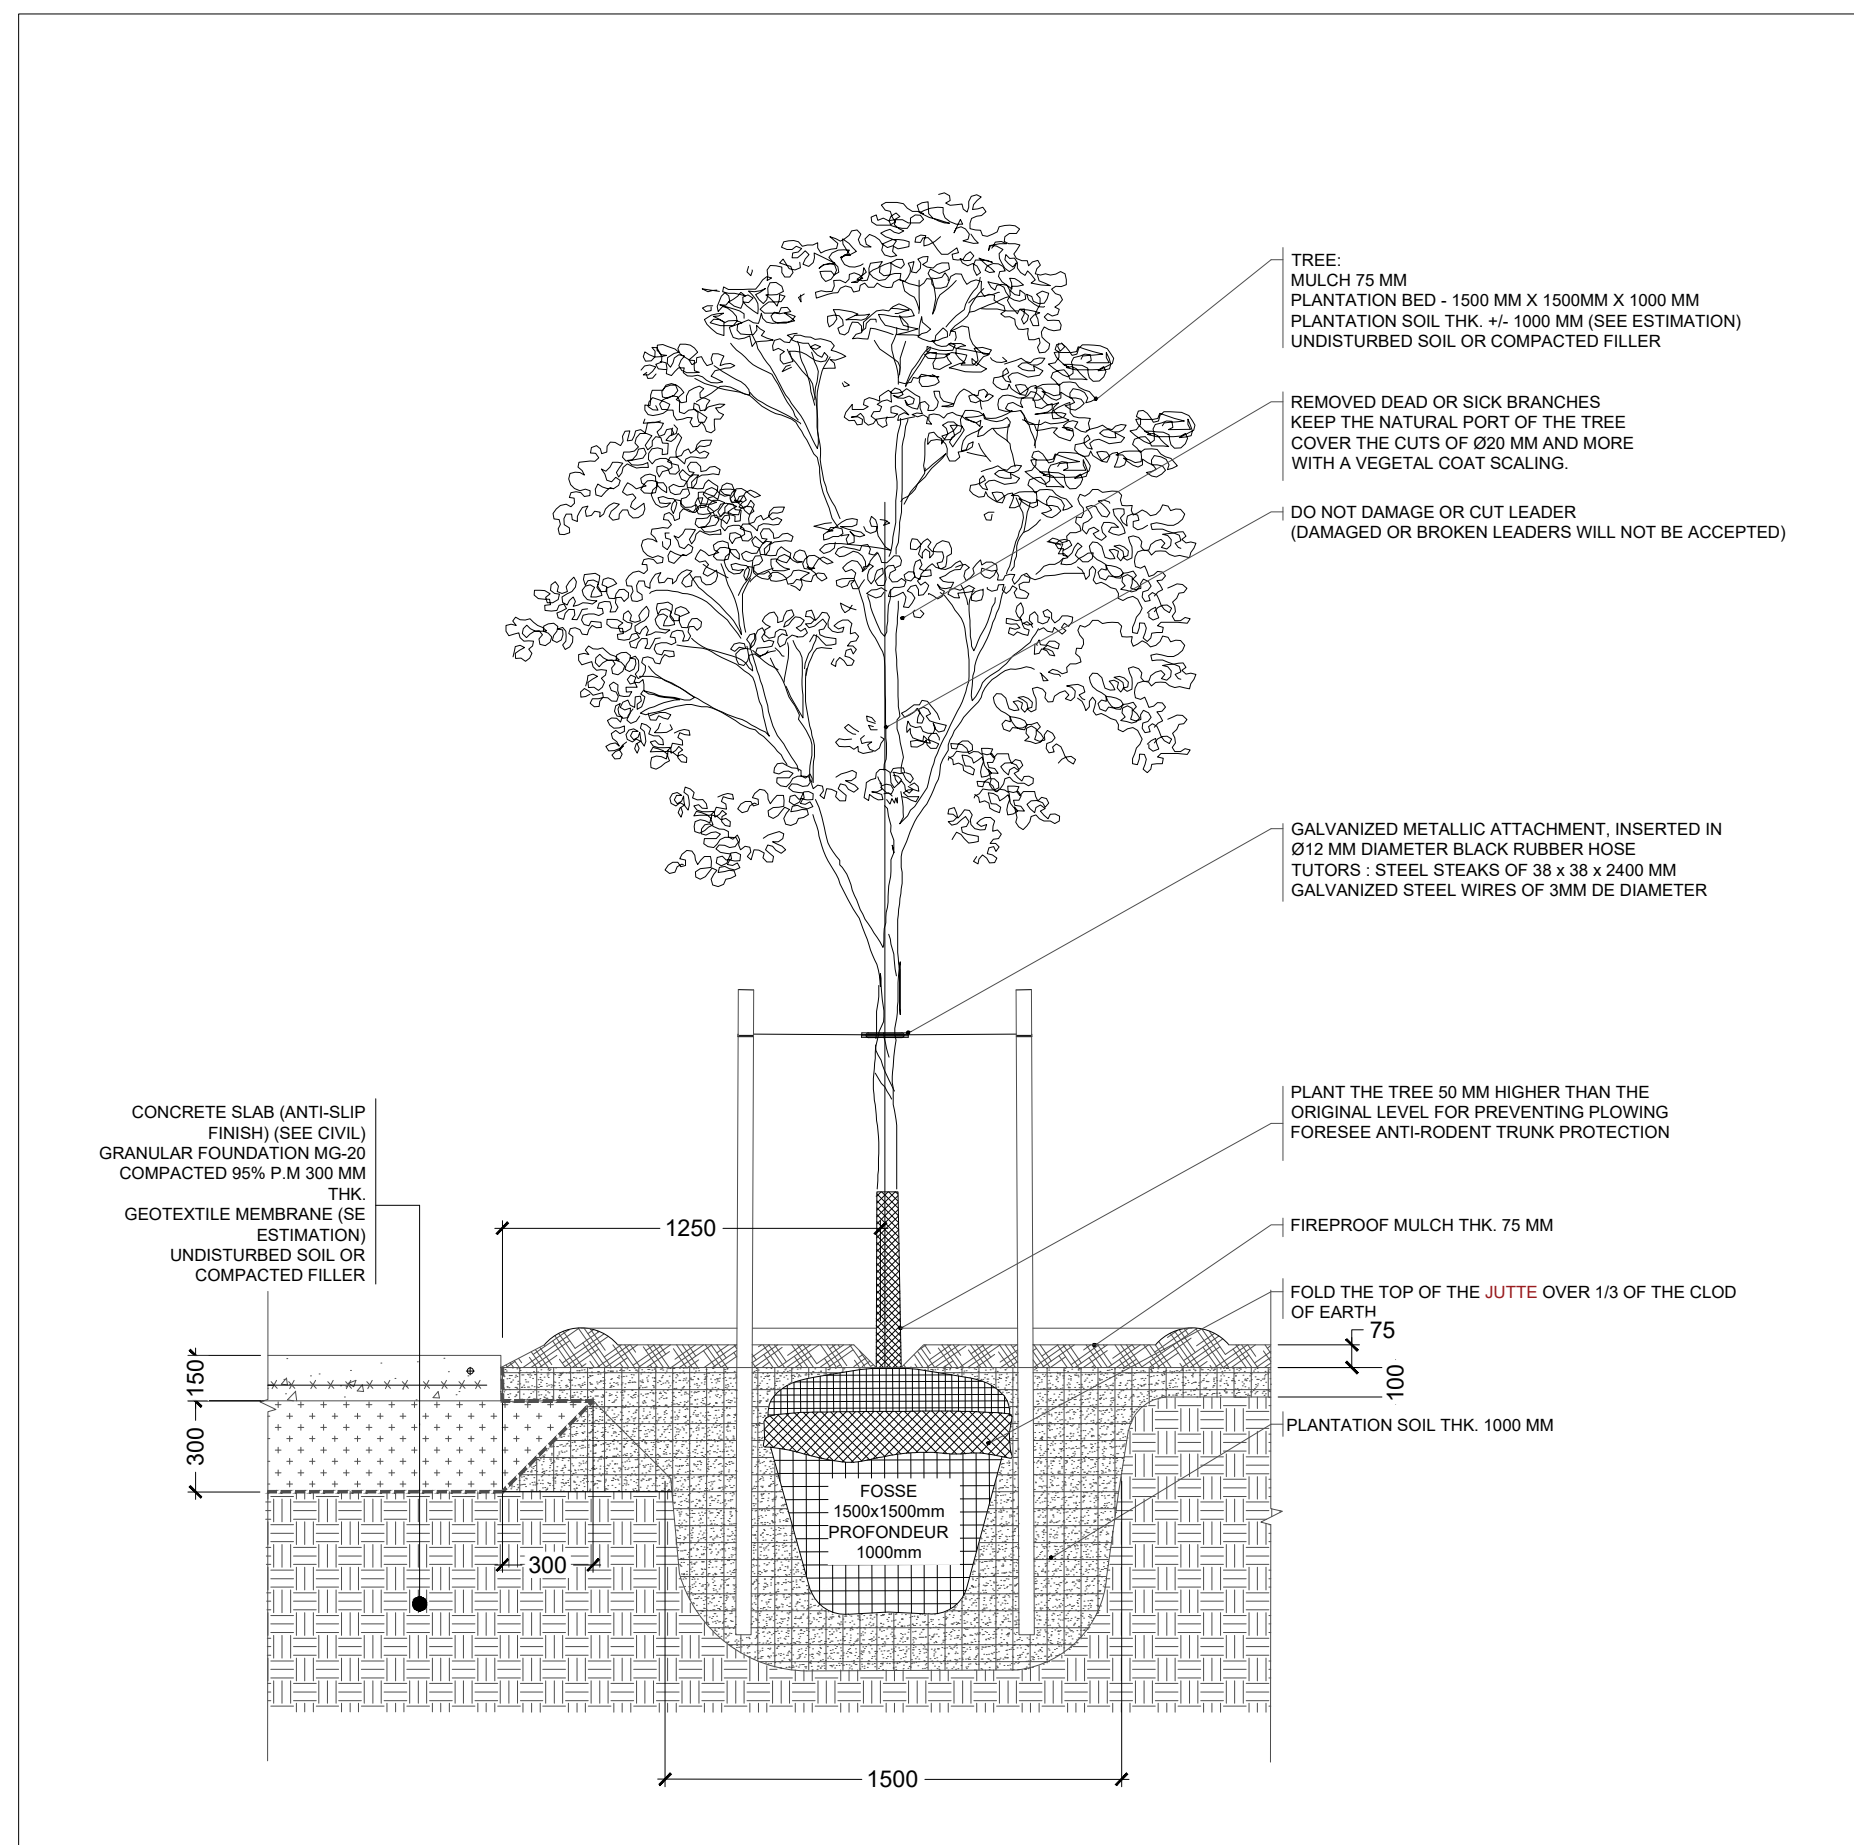 TREE:
MULCH 75 MM
PLANTATION BED - 1500 MM X 1500MM X 1000 MM
PLANTATION SOIL THK. +/- 1000 MM (SEE ESTIMATION)
UNDISTURBED SOIL OR COMPACTED FILLER
REMOVED DEAD OR SICK BRANCHES
KEEP THE NATURAL PORT OF THE TREE
COVER THE CUTS OF Ø20 MM AND MORE
WITH A VEGETAL COAT SCALING.
DO NOT DAMAGE OR CUT LEADER
(DAMAGED OR BROKEN LEADERS WILL NOT BE ACCEPTED)
GALVANIZED METALLIC ATTACHMENT, INSERTED IN
Ø12 MM DIAMETER BLACK RUBBER HOSE
TUTORS : STEEL STEAKS OF 38 x 38 x 2400 MM
GALVANIZED STEEL WIRES OF 3MM DE DIAMETER
PLANT THE TREE 50 MM HIGHER THAN THE
ORIGINAL LEVEL FOR PREVENTING PLOWING
FORESEE ANTI-RODENT TRUNK PROTECTION
CONCRETE SLAB (ANTI-SLIP
FINISH) (SEE CIVIL)
GRANULAR FOUNDATION MG-20
COMPACTED 95% P.M 300 MM
THK.
GEOTEXTILE MEMBRANE (SE
ESTIMATION)
UNDISTURBED SOIL OR
COMPACTED FILLER
1250
FIREPROOF MULCH THK. 75 MM
FOLD THE TOP OF THE JUTTE OVER 1/3 OF THE CLOD
OF EARTH
75
150
100
PLANTATION SOIL THK. 1000 MM
300
FOSSE
1500x1500mm
PROFONDEUR
1000mm
300
1500